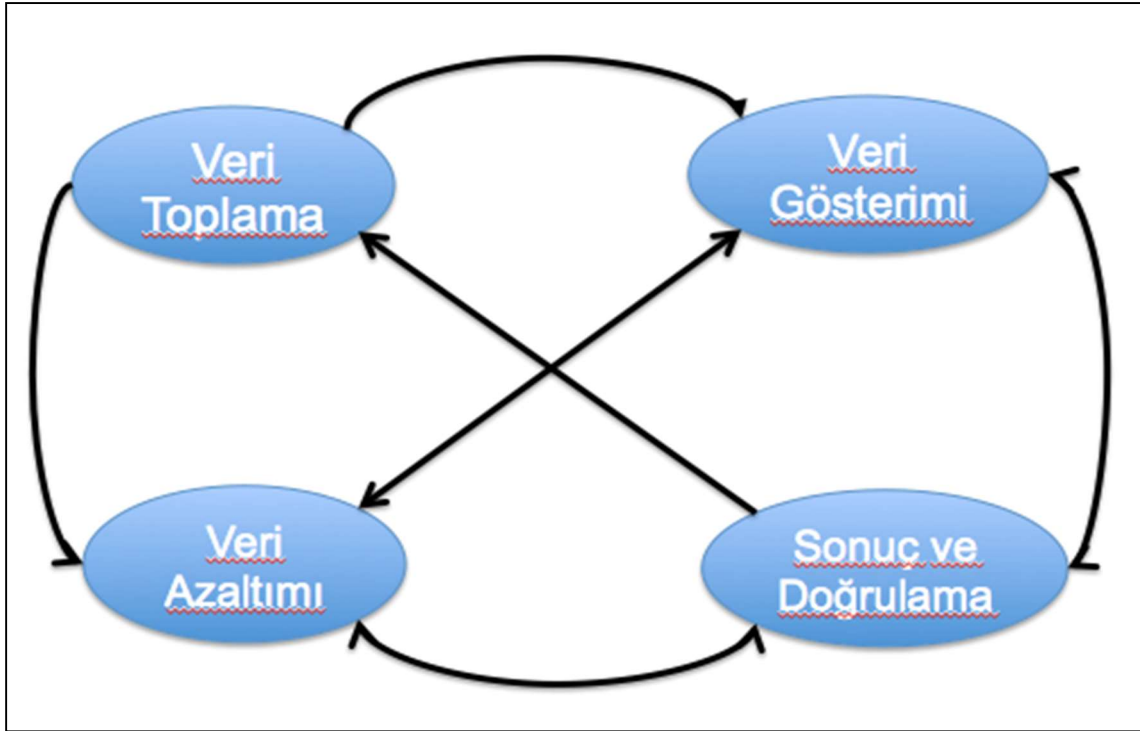 Veri
Toplama
Veri
Gösterimi
Veri
Azaltımı
Sonuç ve
Doğrulama